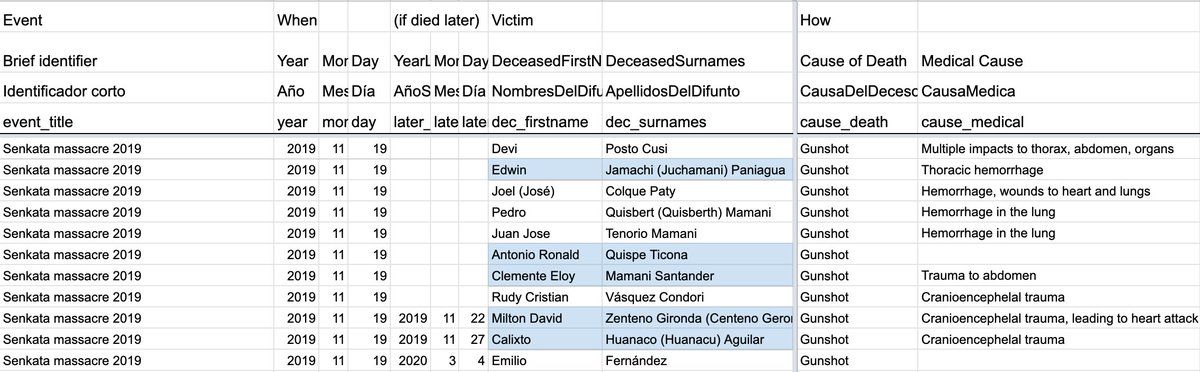 Event When (if died later) Victim How
Brief identifier Year Mor Day YearL Mor Day DeceasedFirstN DeceasedSurnames Cause of Death Medical Cause
Identificador corto Año Mes Día AñoS Mes Día NombresDelDifu ApellidosDelDifunto CausaDelDeceso CausaMedica
event_title year mor day later_ late late dec_firstname dec_surnames cause_death cause_medical
Senkata massacre 2019 2019 11 19 Devi Posto Cusi Gunshot Multiple impacts to thorax, abdomen, organs
Senkata massacre 2019 2019 11 19 Edwin Jamachi (Juchamani) Paniagua Gunshot Thoracic hemorrhage
Senkata massacre 2019 2019 11 19 Joel (José) Colque Paty Gunshot Hemorrhage, wounds to heart and lungs
Senkata massacre 2019 2019 11 19 Pedro Quisbert (Quisberth) Mamani Gunshot Hemorrhage in the lung
Senkata massacre 2019 2019 11 19 Juan Jose Tenorio Mamani Gunshot Hemorrhage in the lung
Senkata massacre 2019 2019 11 19 Antonio Ronald Quispe Ticona Gunshot
Senkata massacre 2019 2019 11 19 Clemente Eloy Mamani Santander Gunshot Trauma to abdomen
Senkata massacre 2019 2019 11 19 Rudy Cristian Vásquez Condori Gunshot Cranioencephelal trauma
Senkata massacre 2019 2019 11 19 2019 11 22 Milton David Zenteno Gironda (Centeno Geror Gunshot Cranioencephelal trauma, leading to heart attack
Senkata massacre 2019 2019 11 19 2019 11 27 Calixto Huanaco (Huanacu) Aguilar Gunshot Cranioencephelal trauma
Senkata massacre 2019 2019 11 19 2020 3 4 Emilio Fernández Gunshot